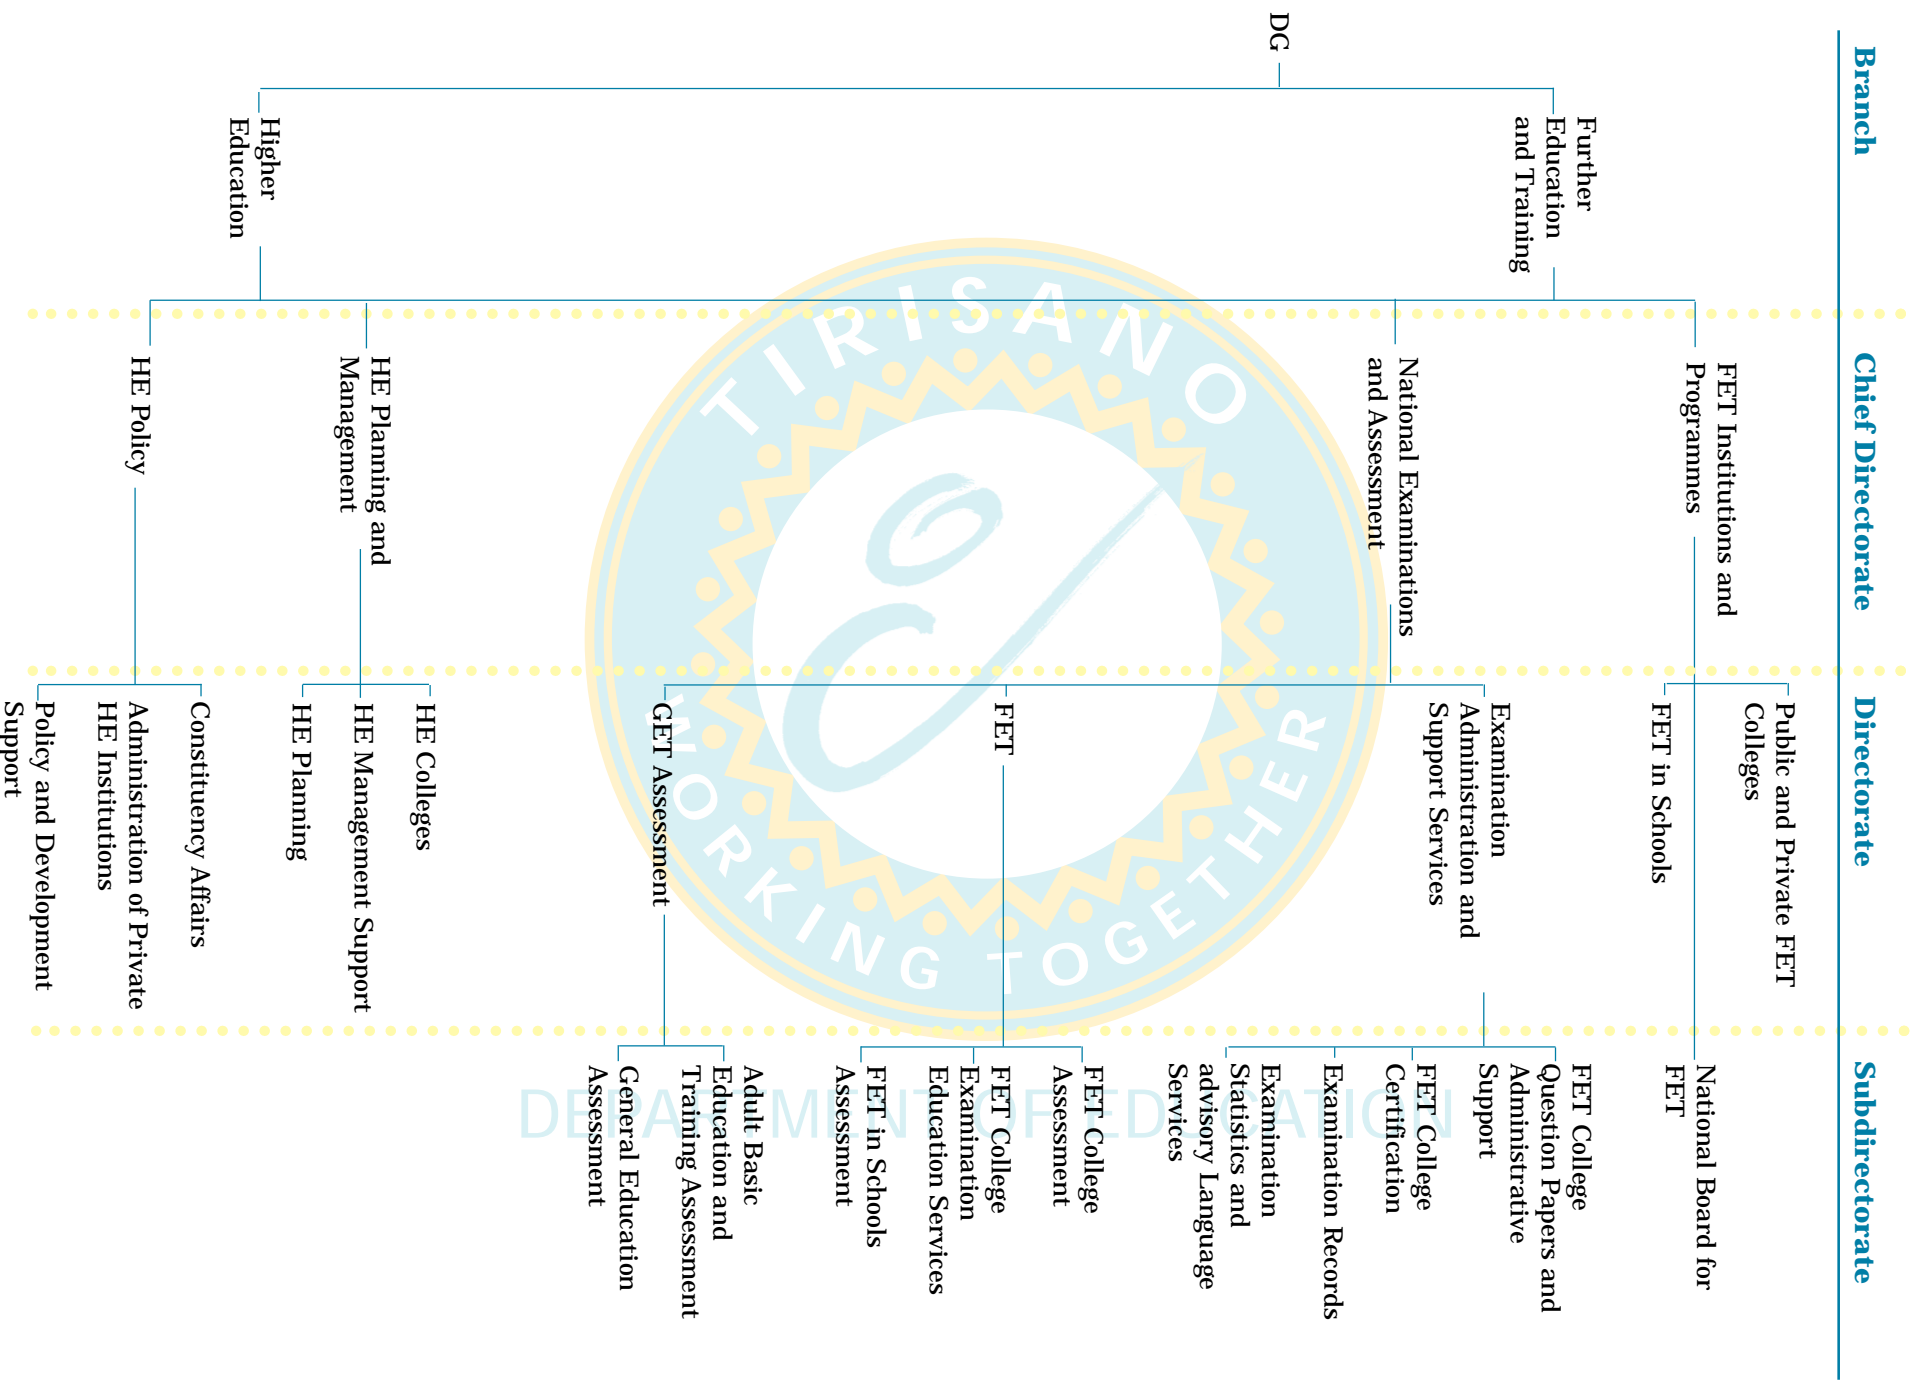 Branch
Chief Directorate
Directorate
Subdirectorate
DG
Further
Education
and Training
FET Institutions and
Programmes
Public and Private FET
Colleges
FET in Schools
National Board for
FET
National Examinations
and Assessment
Examination
Administration and
Support Services
FET College
Question Papers and
Administrative
Support
FET College
Certification
Examination Records
Examination
Statistics and
advisory Language
Services
FET
FET College
Assessment
FET College
Examination
Education Services
FET in Schools
Assessment
GET Assessment
Adult Basic
Education and
Training Assessment
General Education
Assessment
Higher
Education
HE Planning and
Management
HE Colleges
HE Management Support
HE Planning
HE Policy
Constituency Affairs
Administration of Private
HE Institutions
Policy and Development
Support
TIRISANO
WORKING TOGETHER
DEPARTMENT OF EDUCATION